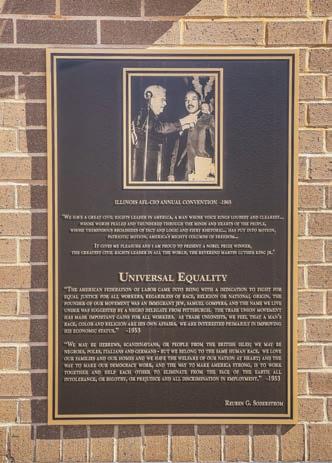 ILLINOIS AFL-CIO ANNUAL CONVENTION -1965
"WE HAVE A GREAT CIVIL RIGHTS LEADER IN AMERICA, A MAN WHOSE VOICE RINGS LOUDEST AND CLEAREST...
WHOSE WORDS PEALED AND THUNDERED THROUGH THE MINDS AND HEARTS OF THE PEOPLE,
WHOSE TREMENDOUS BROADSIDES OF FACT AND LOGIC AND FIERY RHETORIC... HAS PUT INTO MOTION,
PATRIOTIC MOTION, AMERICA'S MIGHTY COLUMNS OF FREEDOM...
IT GIVES ME PLEASURE AND I AM PROUD TO PRESENT A NOBEL PRIZE WINNER,
THE GREATEST CIVIL RIGHTS LEADER IN ALL THE WORLD, THE REVEREND MARTIN LUTHER KING JR."
UNIVERSAL EQUALITY
"THE AMERICAN FEDERATION OF LABOR CAME INTO BEING WITH A DEDICATION TO FIGHT FOR
EQUAL JUSTICE FOR ALL WORKERS, REGARDLESS OF RACE, RELIGION OR NATIONAL ORIGIN. THE
FOUNDER OF OUR MOVEMENT WAS AN IMMIGRANT JEW, SAMUEL GOMPERS, AND THE NAME WE LIVE
UNDER WAS SUGGESTED BY A NEGRO DELEGATE FROM PITTSBURGH. THE TRADE UNION MOVEMENT
HAS MADE IMPORTANT GAINS FOR ALL WORKERS. AS TRADE UNIONISTS, WE FEEL THAT A MAN'S
RACE, COLOR AND RELIGION ARE HIS OWN AFFAIRS. WE ARE INTERESTED PRIMARILY IN IMPROVING
HIS ECONOMIC STATUS." -1953
"WE MAY BE HEBREWS, SCANDINAVIANS, OR PEOPLE FROM THE BRITISH ISLES; WE MAY BE
NEGROES, POLES, ITALIANS AND GERMANS - BUT WE BELONG TO THE SAME HUMAN RACE. WE LOVE
OUR FAMILIES AND OUR HOMES AND WE HAVE THE WELFARE OF OUR NATION AT HEART; AND THE
WAY TO MAKE OUR DEMOCRACY WORK, AND THE WAY TO MAKE AMERICA STRONG, IS TO WORK
TOGETHER AND HELP EACH OTHER TO ELIMINATE FROM THE FACE OF THE EARTH ALL
INTOLERANCE, OR BIGOTRY, OR PREJUDICE AND ALL DISCRIMINATION IN EMPLOYMENT." -1953
REUBEN G. SODERSTROM